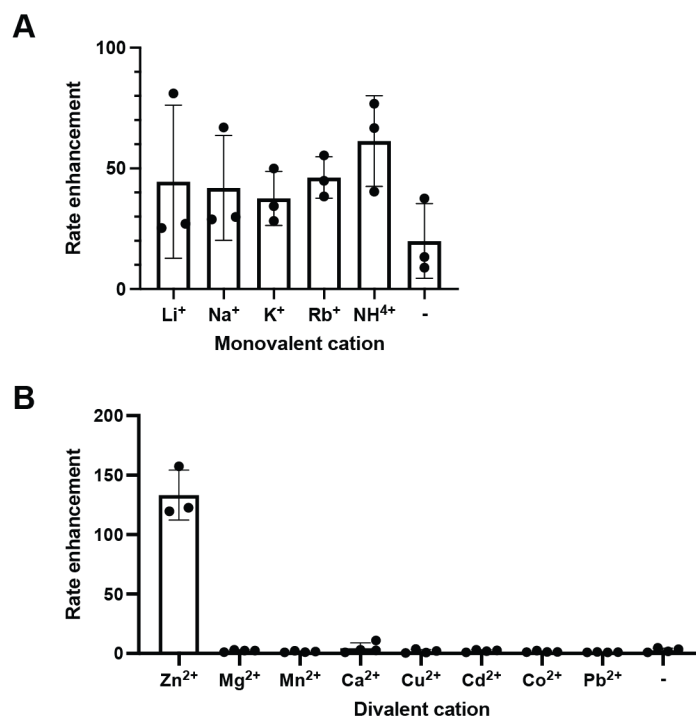 A
Rate enhancement
100
50
0
Li⁺ Na⁺ K⁺ Rb⁺ NH⁴⁺ -
Monovalent cation
B
Rate enhancement
200
150
100
50
0
Zn²⁺ Mg²⁺ Mn²⁺ Ca²⁺ Cu²⁺ Cd²⁺ Co²⁺ Pb²⁺ -
Divalent cation